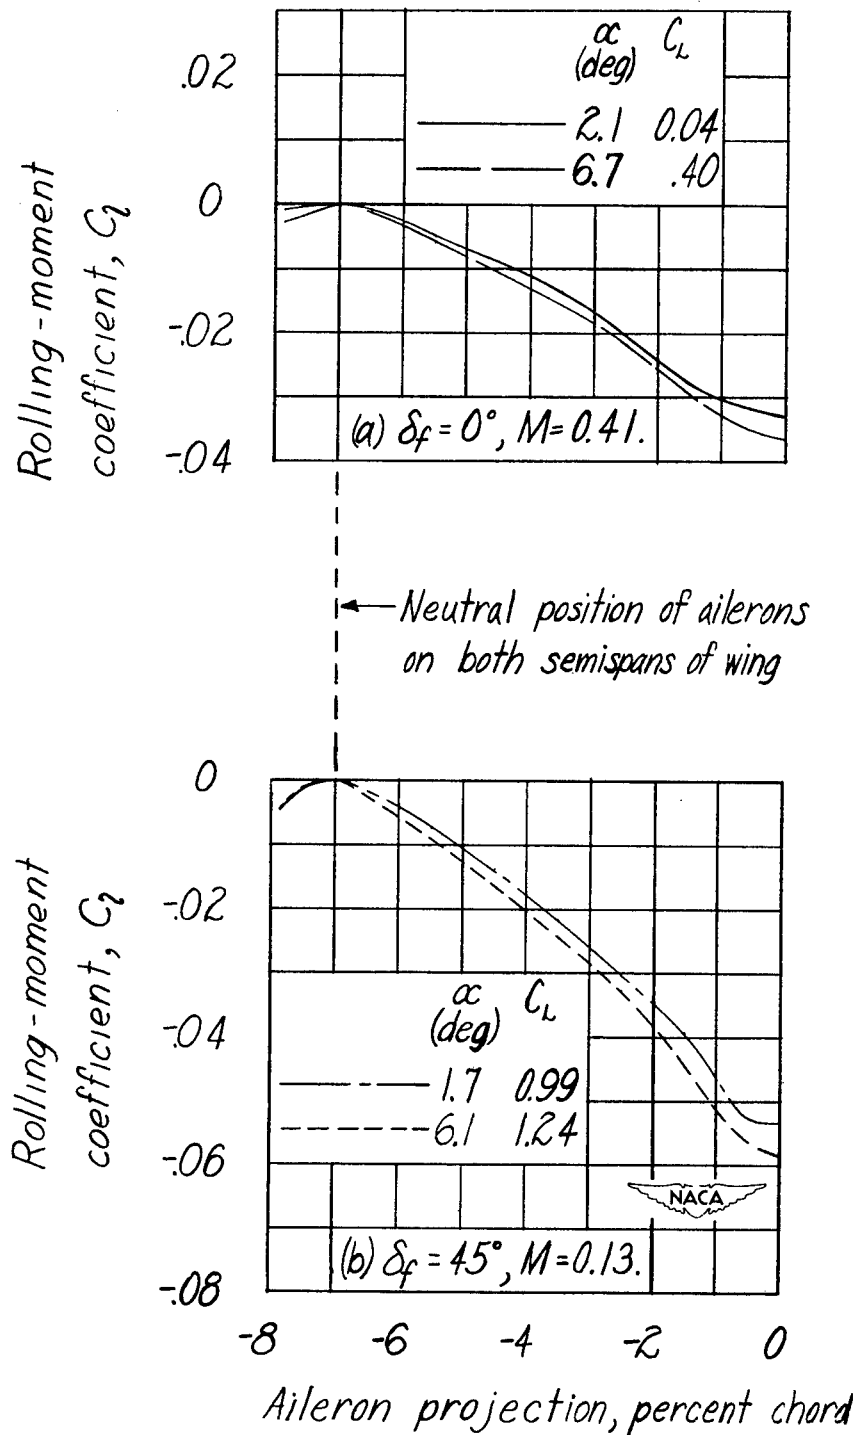 α C_L
(deg)
2.1 0.04
6.7 .40
.02
0
-.02
-.04
Rolling-moment
coefficient, C_l
(a) δ_f = 0°, M=0.41.
Neutral position of ailerons
on both semispans of wing
0
-.02
-.04
-.06
-.08
Rolling-moment
coefficient, C_l
α C_L
(deg)
1.7 0.99
6.1 1.24
NACA
(b) δ_f = 45°, M=0.13.
-8 -6 -4 -2 0
Aileron projection, percent chord